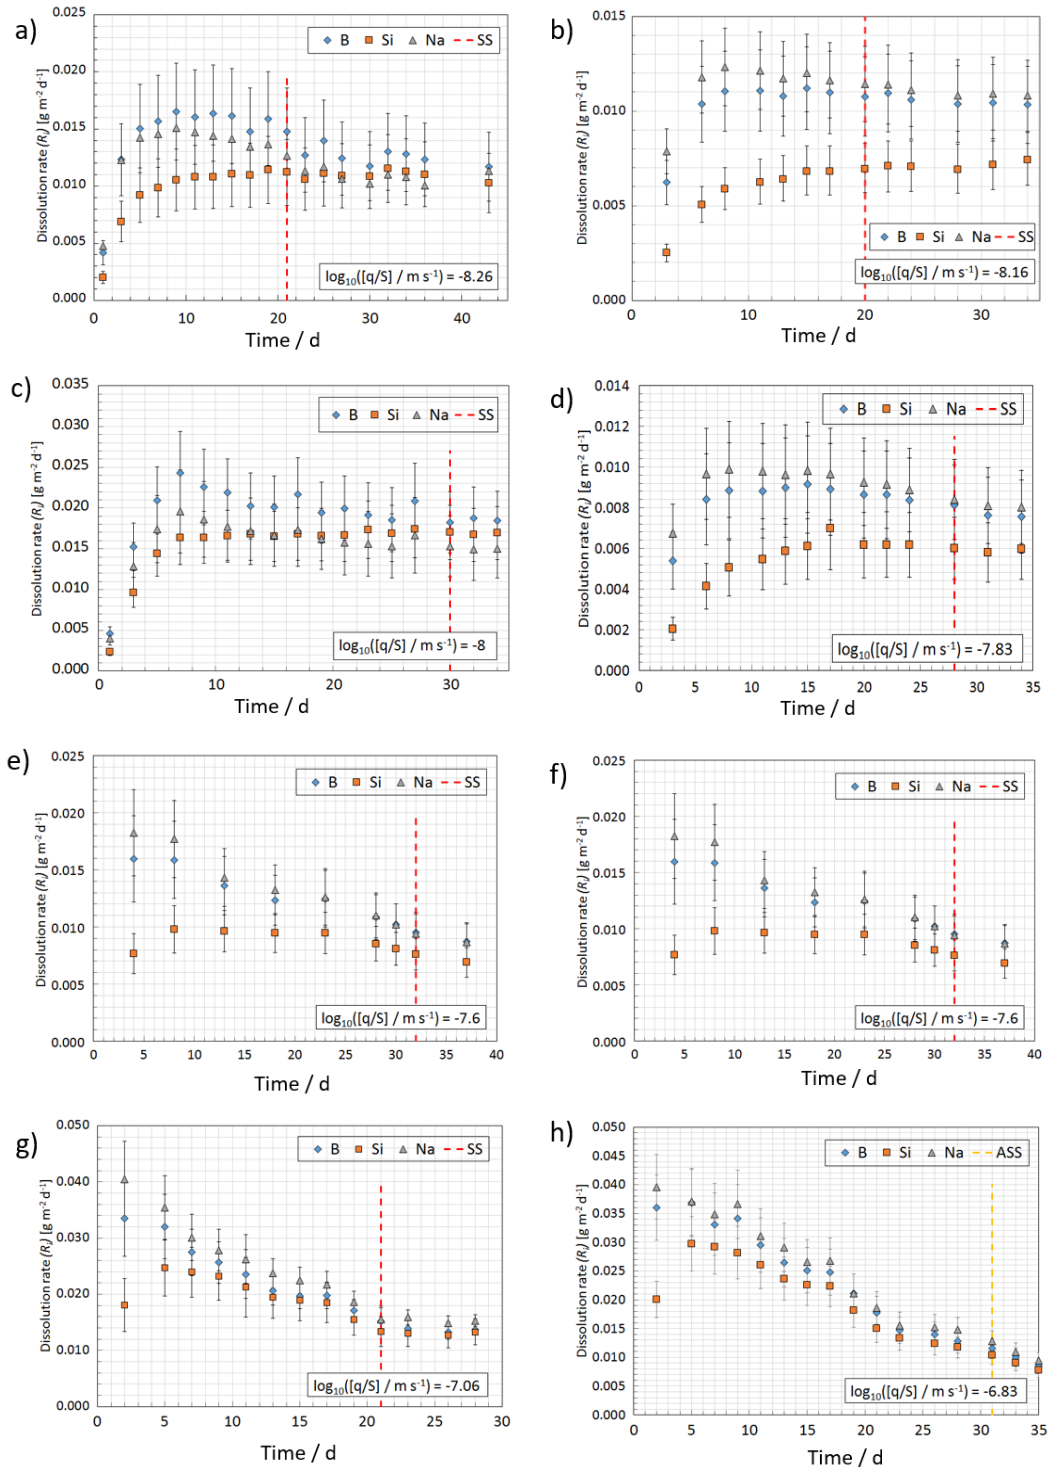 a)
Dissolution rate (Rᵢ) [g m⁻² d⁻¹]
0.025
0.020
0.015
0.010
0.005
0.000
B Si Na SS
log₁₀([q/S] / m s⁻¹) = -8.26
0 10 20 30 40
Time / d
b)
Dissolution rate (Rᵢ) [g m⁻² d⁻¹]
0.015
0.010
0.005
0.000
B Si Na SS
log₁₀([q/S] / m s⁻¹) = -8.16
0 5 10 15 20 25 30
Time / d
c)
Dissolution rate (Rᵢ) [g m⁻² d⁻¹]
0.035
0.030
0.025
0.020
0.015
0.010
0.005
0.000
B Si Na SS
log₁₀([q/S] / m s⁻¹) = -8
0 10 20 30
Time / d
d)
Dissolution rate (Rᵢ) [g m⁻² d⁻¹]
0.014
0.012
0.010
0.008
0.006
0.004
0.002
0.000
B Si Na SS
log₁₀([q/S] / m s⁻¹) = -7.83
0 5 10 15 20 25 30 35
Time / d
e)
Dissolution rate (Rᵢ) [g m⁻² d⁻¹]
0.025
0.020
0.015
0.010
0.005
0.000
B Si Na SS
log₁₀([q/S] / m s⁻¹) = -7.6
0 5 10 15 20 25 30 35 40
Time / d
f)
Dissolution rate (Rᵢ) [g m⁻² d⁻¹]
0.025
0.020
0.015
0.010
0.005
0.000
B Si Na SS
log₁₀([q/S] / m s⁻¹) = -7.6
0 5 10 15 20 25 30 35 40
Time / d
g)
Dissolution rate (Rᵢ) [g m⁻² d⁻¹]
0.050
0.040
0.030
0.020
0.010
0.000
B Si Na SS
log₁₀([q/S] / m s⁻¹) = -7.06
0 5 10 15 20 25 30
Time / d
h)
Dissolution rate (Rᵢ) [g m⁻² d⁻¹]
0.050
0.045
0.040
0.035
0.030
0.025
0.020
0.015
0.010
0.005
0.000
B Si Na ASS
log₁₀([q/S] / m s⁻¹) = -6.83
0 5 10 15 20 25 30 35
Time / d